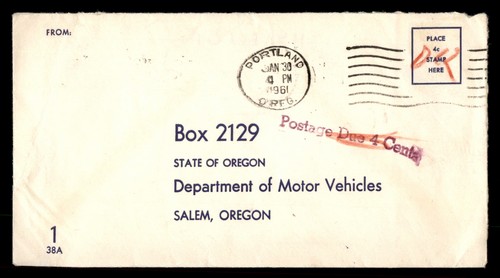 FROM:
PORTLAND
JAN 30
PM
1961
OREG.
PLACE
4c
STAMP
HERE
Postage Due 4 Cents
Box 2129
STATE OF OREGON
Department of Motor Vehicles
SALEM, OREGON
1
38A